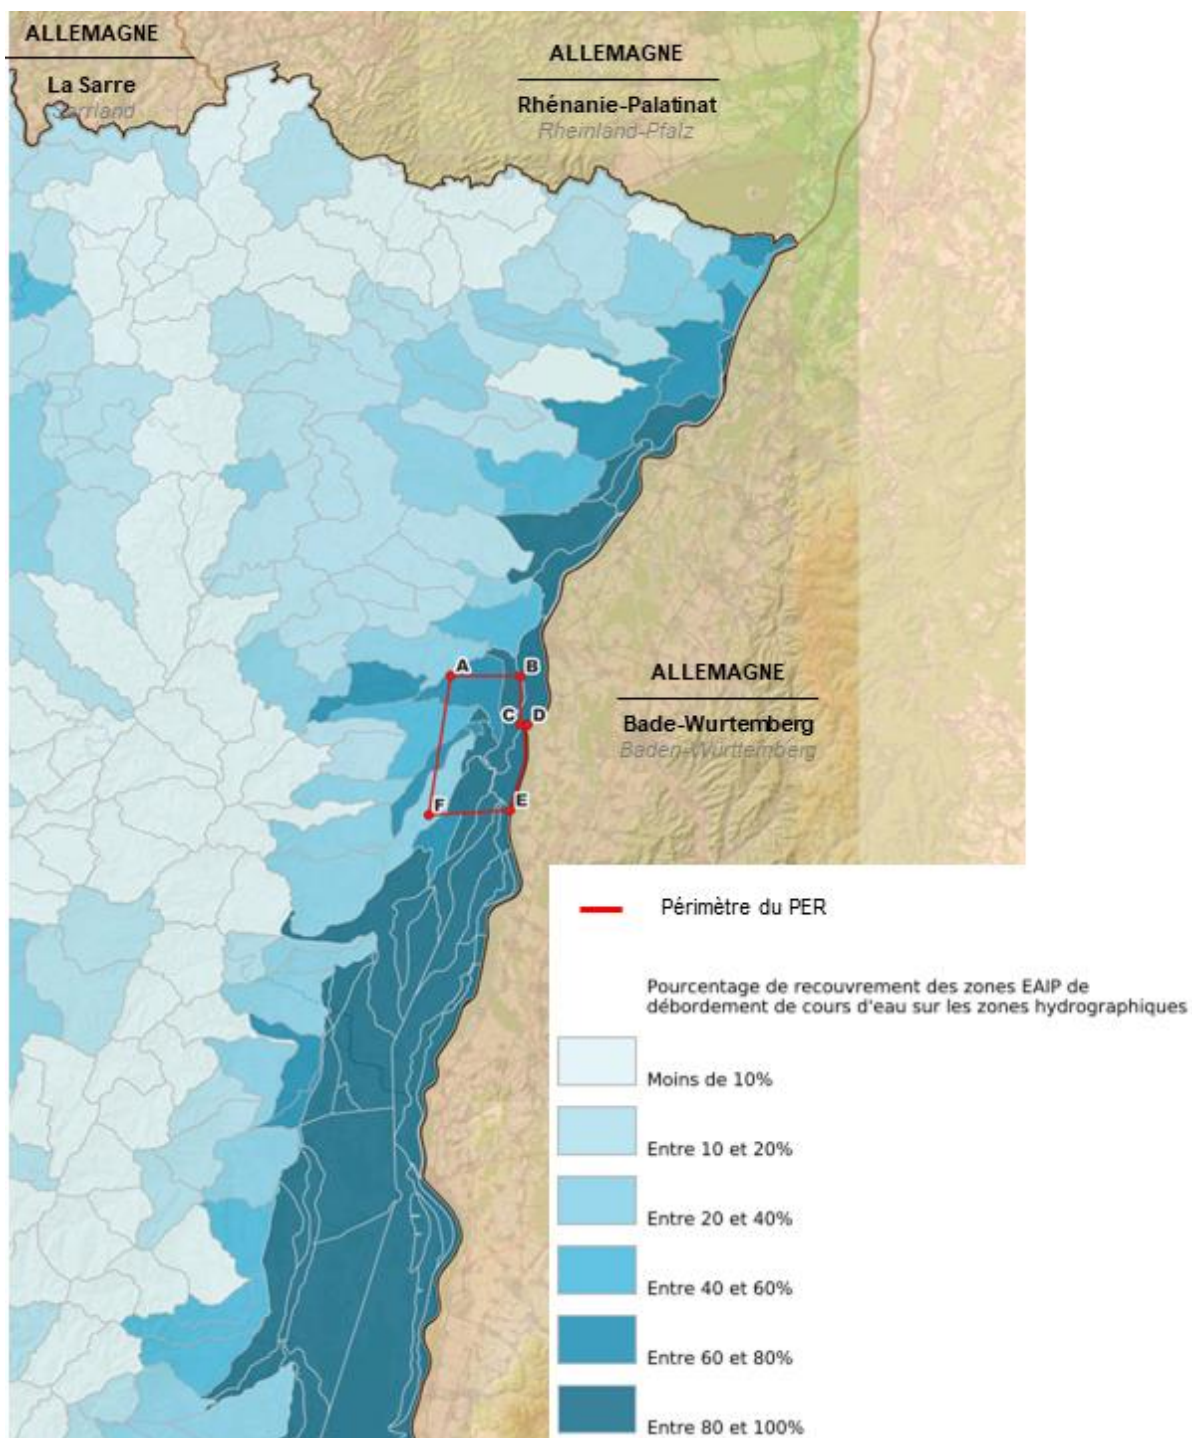 ALLEMAGNE
La Sarre
Saarland
ALLEMAGNE
Rhénanie-Palatinat
Rheinland-Pfalz
A
B
C
D
E
F
ALLEMAGNE
Bade-Wurtemberg
Baden-Württemberg
Périmètre du PER
Pourcentage de recouvrement des zones EAIP de
débordement de cours d'eau sur les zones hydrographiques
Moins de 10%
Entre 10 et 20%
Entre 20 et 40%
Entre 40 et 60%
Entre 60 et 80%
Entre 80 et 100%